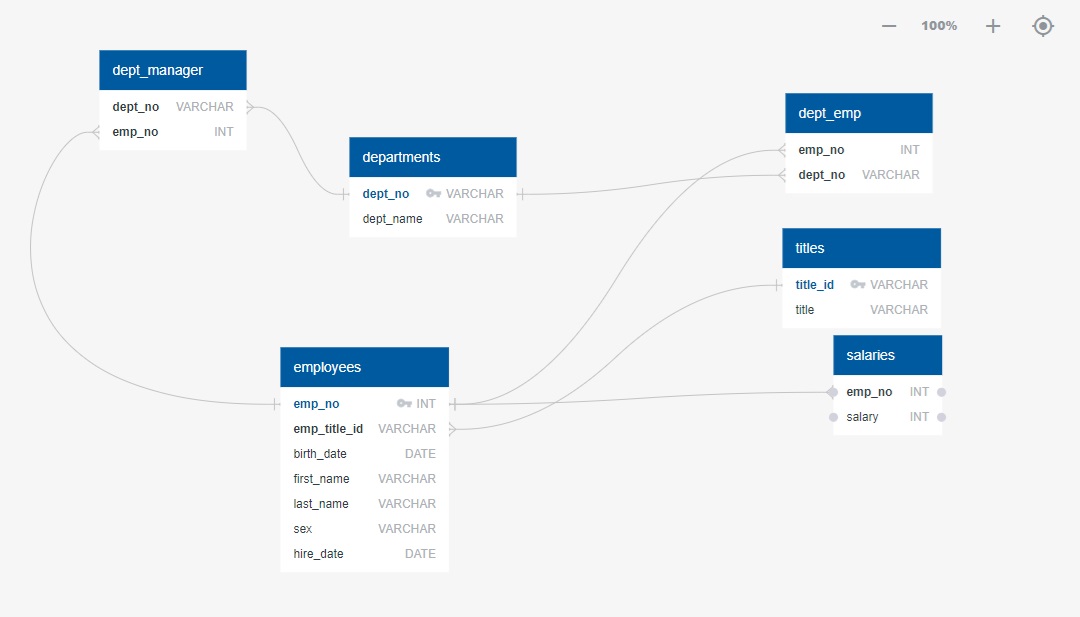 100%
dept_manager
dept_no VARCHAR
emp_no INT
departments
dept_no VARCHAR
dept_name VARCHAR
dept_emp
emp_no INT
dept_no VARCHAR
titles
title_id VARCHAR
title VARCHAR
salaries
emp_no INT
salary INT
employees
emp_no INT
emp_title_id VARCHAR
birth_date DATE
first_name VARCHAR
last_name VARCHAR
sex VARCHAR
hire_date DATE